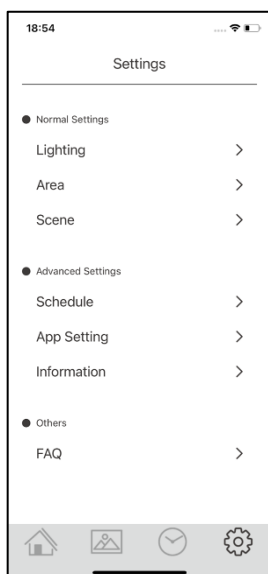 18:54
Settings
Normal Settings
Lighting
Area
Scene
Advanced Settings
Schedule
App Setting
Information
Others
FAQ